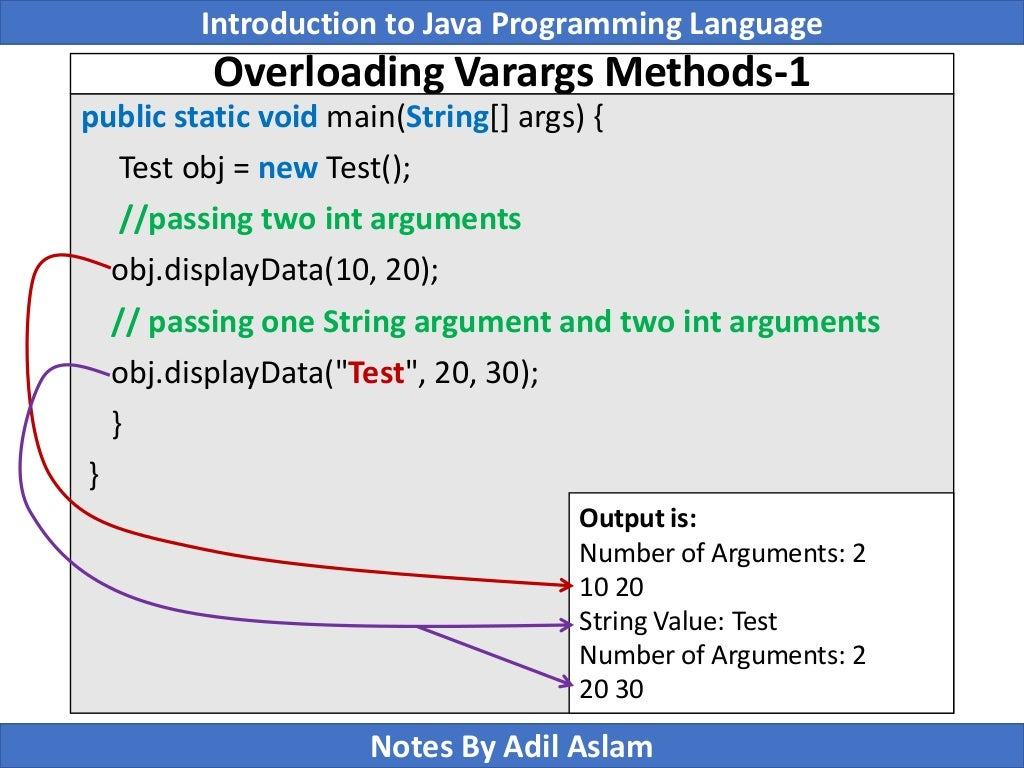 Introduction to Java Programming Language
Overloading Varargs Methods-1
public static void main(String[] args) {
Test obj = new Test();
//passing two int arguments
obj.displayData(10, 20);
// passing one String argument and two int arguments
obj.displayData("Test", 20, 30);
}
}
Output is:
Number of Arguments: 2
10 20
String Value: Test
Number of Arguments: 2
20 30
Notes By Adil Aslam